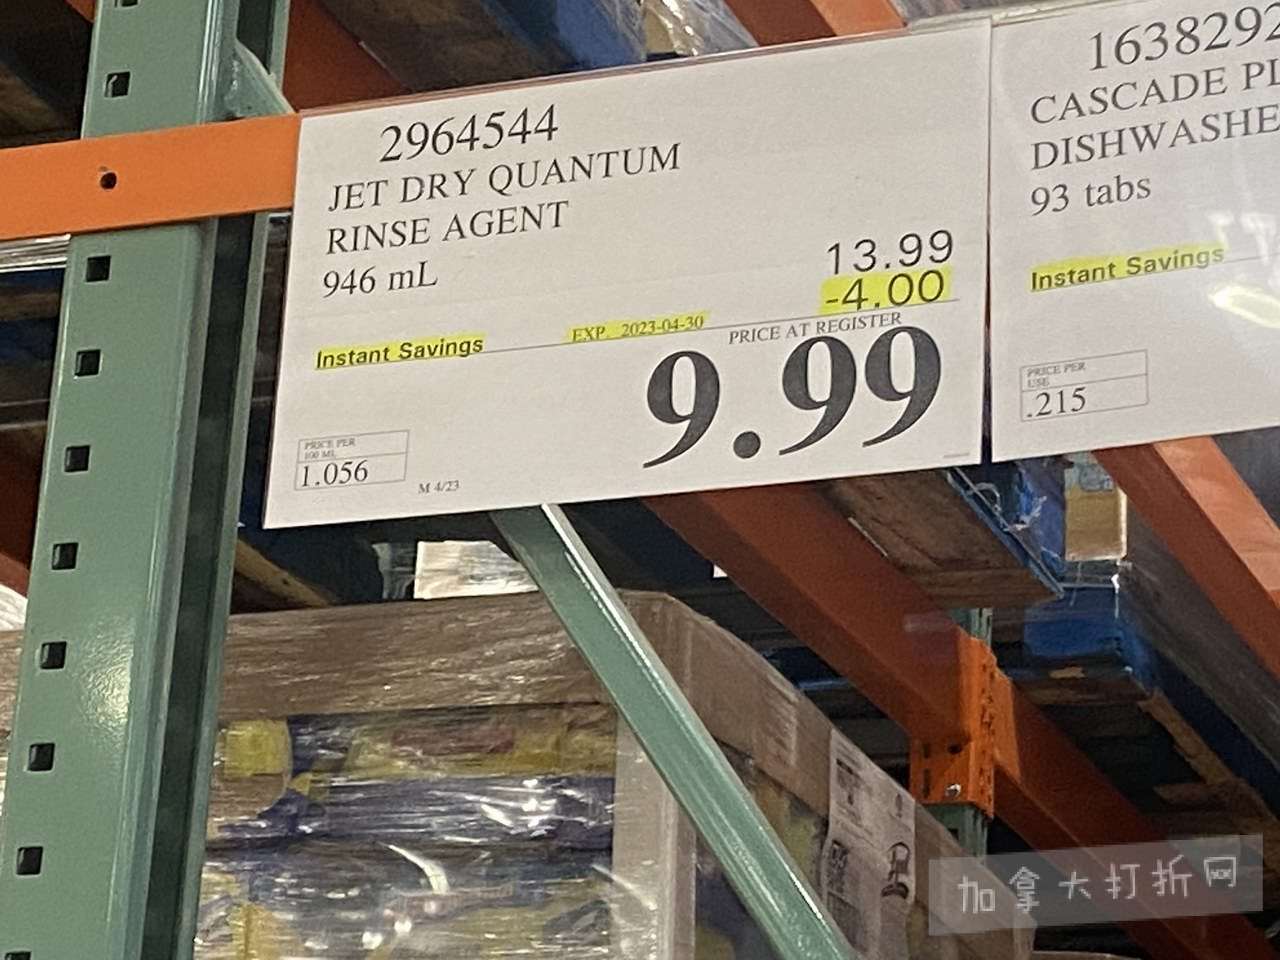 2964544
JET DRY QUANTUM
RINSE AGENT
946 mL
13.99
-4.00
Instant Savings
EXP. 2023-04-30
PRICE AT REGISTER
9.99
PRICE PER
100 ML
1.056
M 4/23
1638292
CASCADE PL
DISHWASHE
93 tabs
Instant Savings
PRICE PER
USE
.215
加拿大打折网